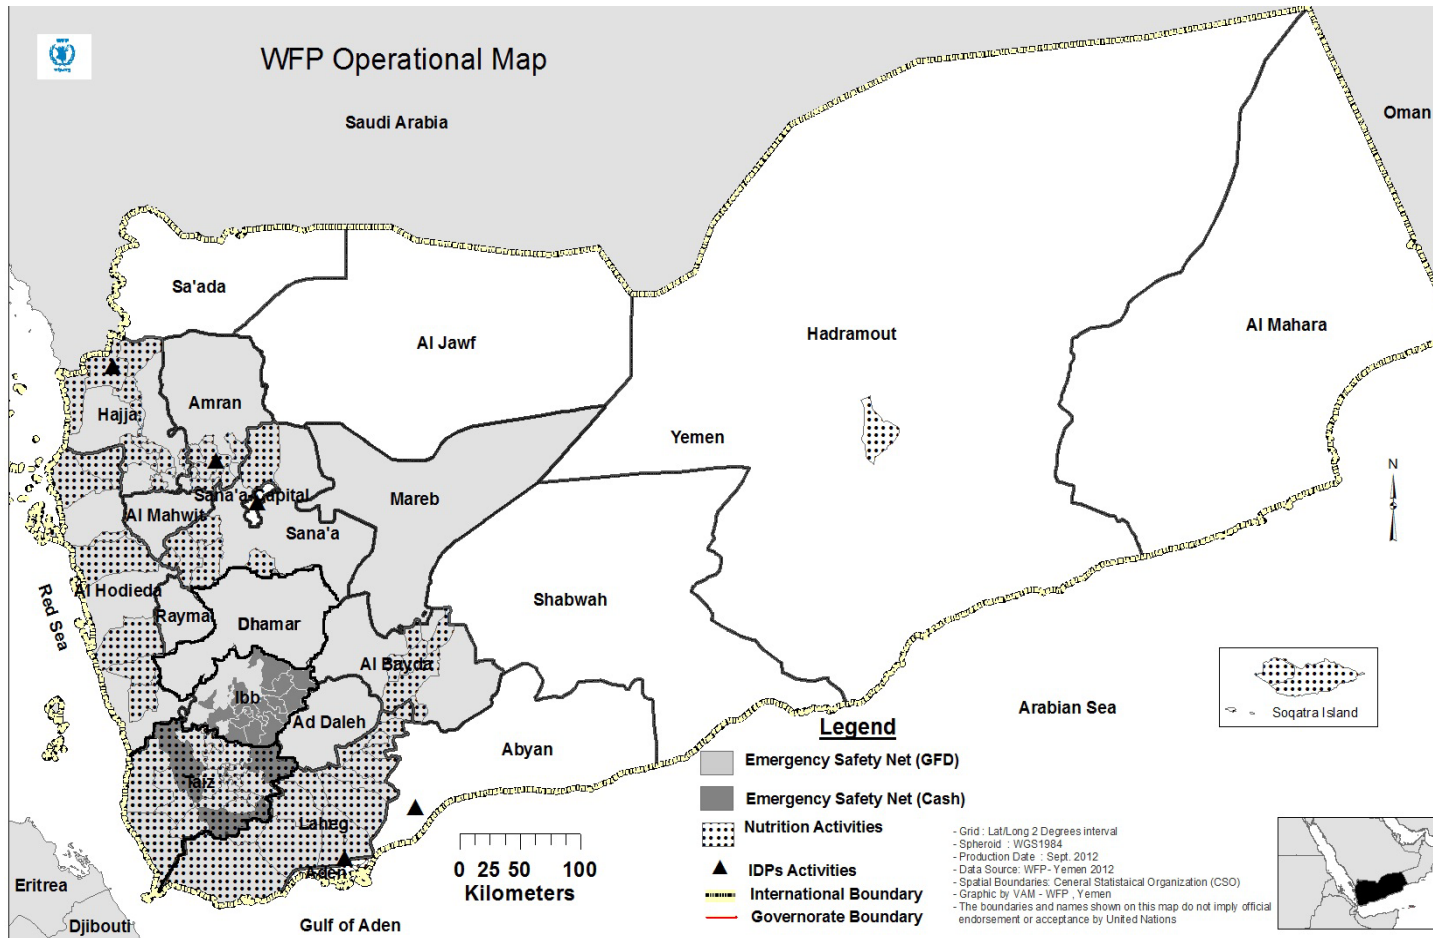 WFP
wfp.org
WFP Operational Map
Saudi Arabia
Oman
Sa'ada
Al Jawf
Hadramout
Al Mahara
Hajja
Amran
Yemen
Mareb
Sana'a Capital
Al Mahwit
Sana'a
Red Sea
Al Hodieda
Raymah
Dhamar
Shabwah
Al Bayda
Ibb
Ad Daleh
Abyan
Taiz
Laheg
Aden
Arabian Sea
Soqatra Island
N
Legend
Emergency Safety Net (GFD)
Emergency Safety Net (Cash)
Nutrition Activities
IDPs Activities
International Boundary
Governorate Boundary
0 25 50 100
Kilometers
- Grid : Lat/Long 2 Degrees interval
- Spheroid : WGS1984
- Production Date : Sept. 2012
- Data Source: WFP- Yemen 2012
- Spatial Boundaries: General Statistaical Organization (CSO)
- Graphic by VAM - WFP , Yemen
- The boundaries and names shown on this map do not imply official
endorsement or acceptance by United Nations
Eritrea
Djibouti
Gulf of Aden